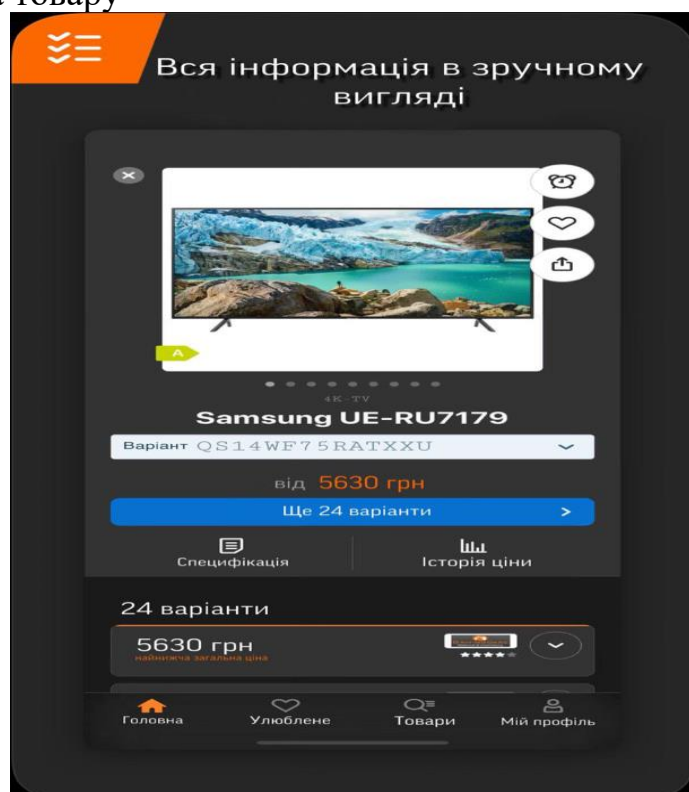 товару
Вся інформація в зручному
вигляді
A
4K-TV
Samsung UE-RU7179
Варіант QS14WF75RATXXU
від 5630 грн
Ще 24 варіанти >
Специфікація
Історія ціни
24 варіанти
5630 грн
найнижча загальна ціна
Головна
Улюблене
Товари
Мій профіль